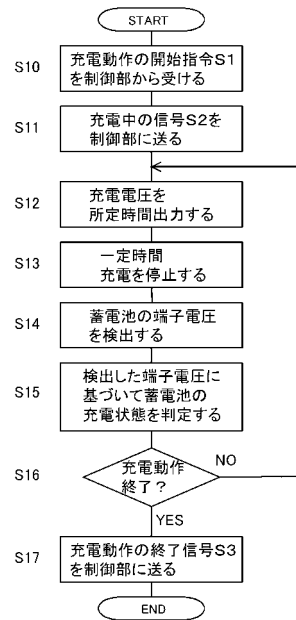 START
S10
充電動作の開始指令S1
を制御部から受ける
S11
充電中の信号S2を
制御部に送る
S12
充電電圧を
所定時間出力する
S13
一定時間
充電を停止する
S14
蓄電池の端子電圧
を検出する
S15
検出した端子電圧に
基づいて蓄電池の
充電状態を判定する
S16
充電動作
終了?
NO
YES
S17
充電動作の終了信号S3
を制御部に送る
END